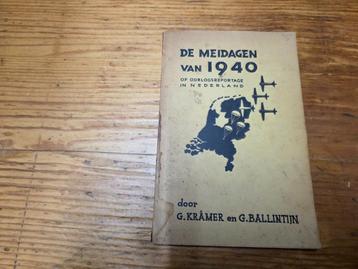 DE MEIDAGEN
VAN 1940
OF OORLOGSREPORTAGE
IN NEDERLAND
door
G. KRÄMER en G. BALLINTIJN